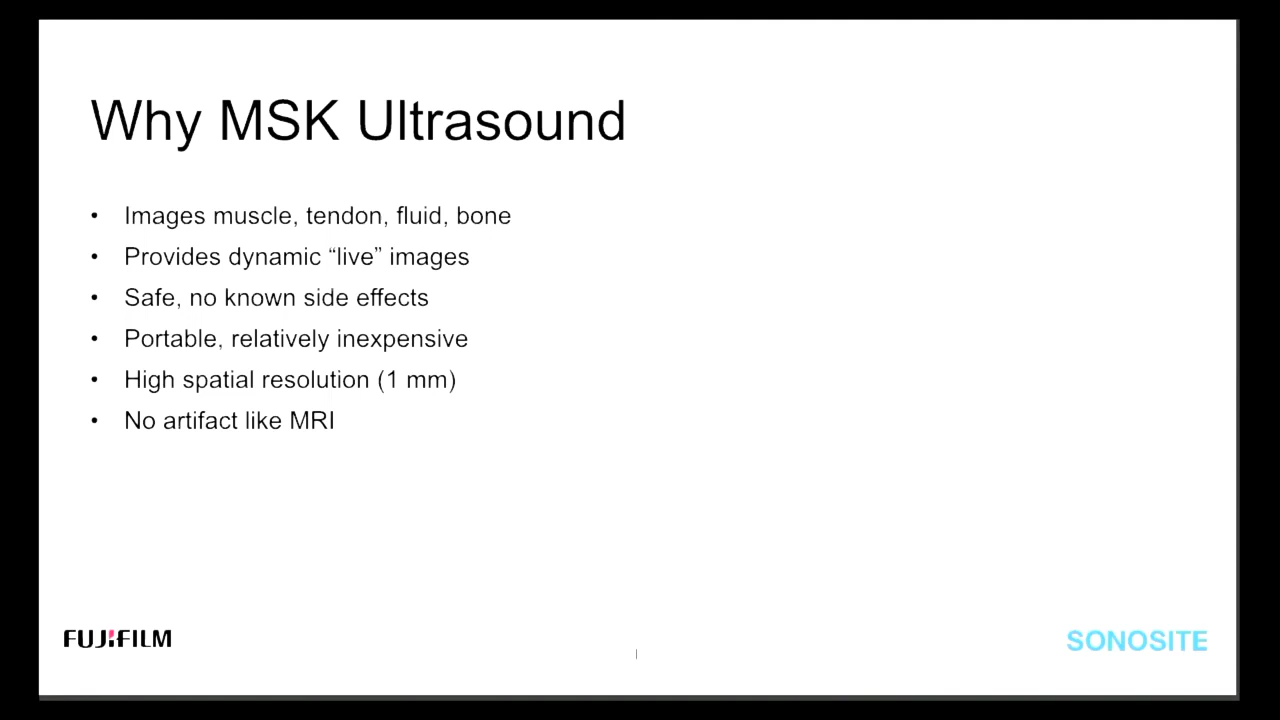 Why MSK Ultrasound
• Images muscle, tendon, fluid, bone
• Provides dynamic “live” images
• Safe, no known side effects
• Portable, relatively inexpensive
• High spatial resolution (1 mm)
• No artifact like MRI
FUJIFILM
SONOSITE